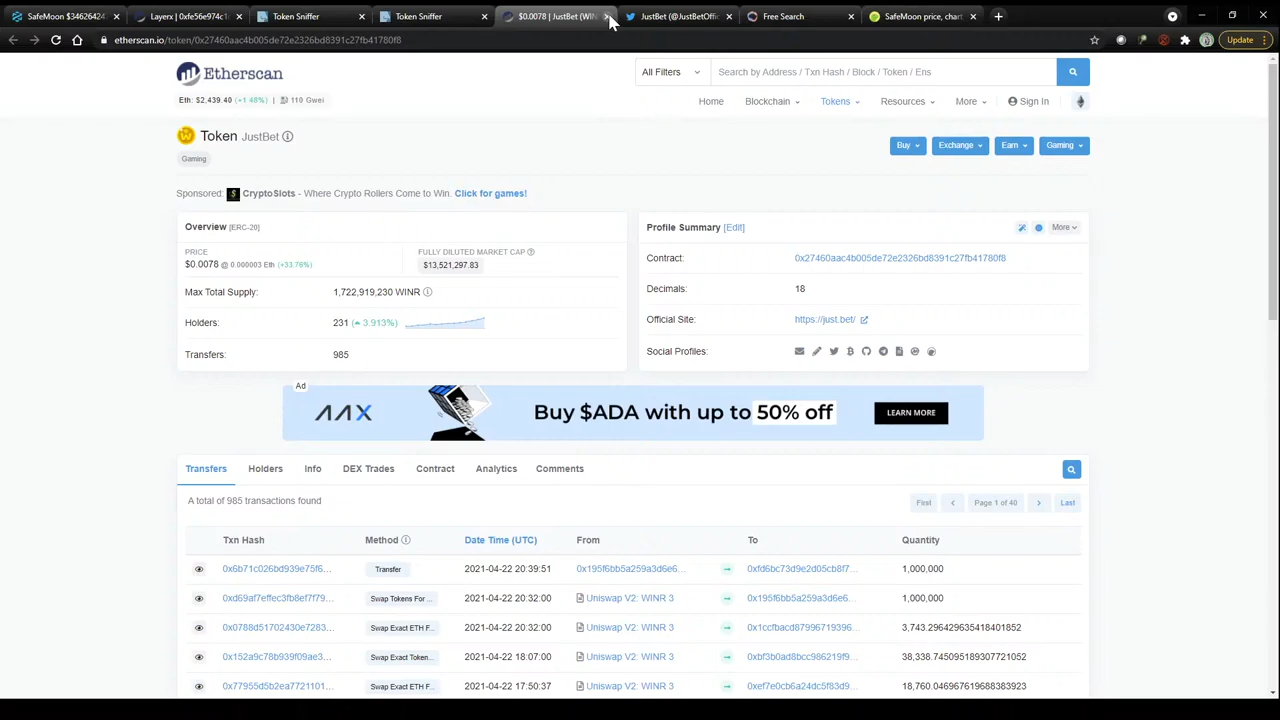 SafeMoon $34626424
Layerx | 0xfe56e974c1
Token Sniffer
Token Sniffer
$0.0078 | JustBet (WIN
JustBet (@JustBetOffi
Free Search
SafeMoon price, chart
etherscan.io/token/0x27460aac4b005de72e2326bd8391c27fb41780f8
Update
Etherscan
All Filters
Search by Address / Txn Hash / Block / Token / Ens
Eth: $2,439.40 (+1.48%) | 110 Gwei
Home Blockchain Tokens Resources More Sign In
Token JustBet
Gaming
Buy Exchange Earn Gaming
Sponsored: CryptoSlots - Where Crypto Rollers Come to Win. Click for games!
Overview [ERC-20]
PRICE
$0.0078 @ 0.000003 Eth (+33.76%)
FULLY DILUTED MARKET CAP
$13,521,297.83
Max Total Supply: 1,722,919,230 WINR
Holders: 231 (3.913%)
Transfers: 985
Profile Summary [Edit]
More
Contract: 0x27460aac4b005de72e2326bd8391c27fb41780f8
Decimals: 18
Official Site: https://just.bet/
Social Profiles:
Ad
AAX
Buy $ADA with up to 50% off
LEARN MORE
Transfers Holders Info DEX Trades Contract Analytics Comments
A total of 985 transactions found
First Page 1 of 40 Last
Txn Hash Method Date Time (UTC) From To Quantity
0x6b71c026bd939e75f6... Transfer 2021-04-22 20:39:51 0x195f6bb5a259a3d6e6... 0xfd6bc73d9e2d05cb8f7... 1,000,000
0xd69af7effec3fb8ef7f79... Swap Tokens For ... 2021-04-22 20:32:00 Uniswap V2: WINR 3 0x195f6bb5a259a3d6e6... 1,000,000
0x0788d51702430e7283... Swap Exact ETH F... 2021-04-22 20:32:00 Uniswap V2: WINR 3 0x1ccfbacd87996719396... 3,743.296429635418401852
0x152a9c78b939f09ae3... Swap Exact Token... 2021-04-22 18:07:00 Uniswap V2: WINR 3 0xbf3b0ad8bcc986219f9... 38,338.745095189307721052
0x77955d5b2ea7721101... Swap Exact ETH F... 2021-04-22 17:50:37 Uniswap V2: WINR 3 0xef7e0cb6a24dc5f83d9... 18,760.046967619688383923